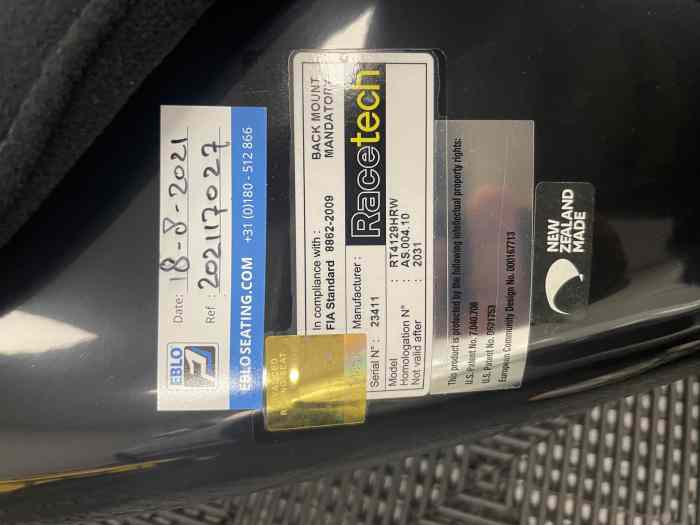 EBLO
Date: 18-8-2021
Ref: 202117027
EBLOSEATING.COM +31 (0)180 - 512 866
In compliance with :
FIA Standard 8862-2009
BACK MOUNT
MANDATORY
Manufacturer :
Racetech
Serial N° : 23411
Model : RT4129HRW
Homologation N° : AS.004.10
Not valid after : 2031
This product is protected by the following intellectual property rights:
U.S. Patent No. 7,040,706
U.S. Patent No. D521753
European Community Design No. 000167713
NEW
ZEALAND
MADE